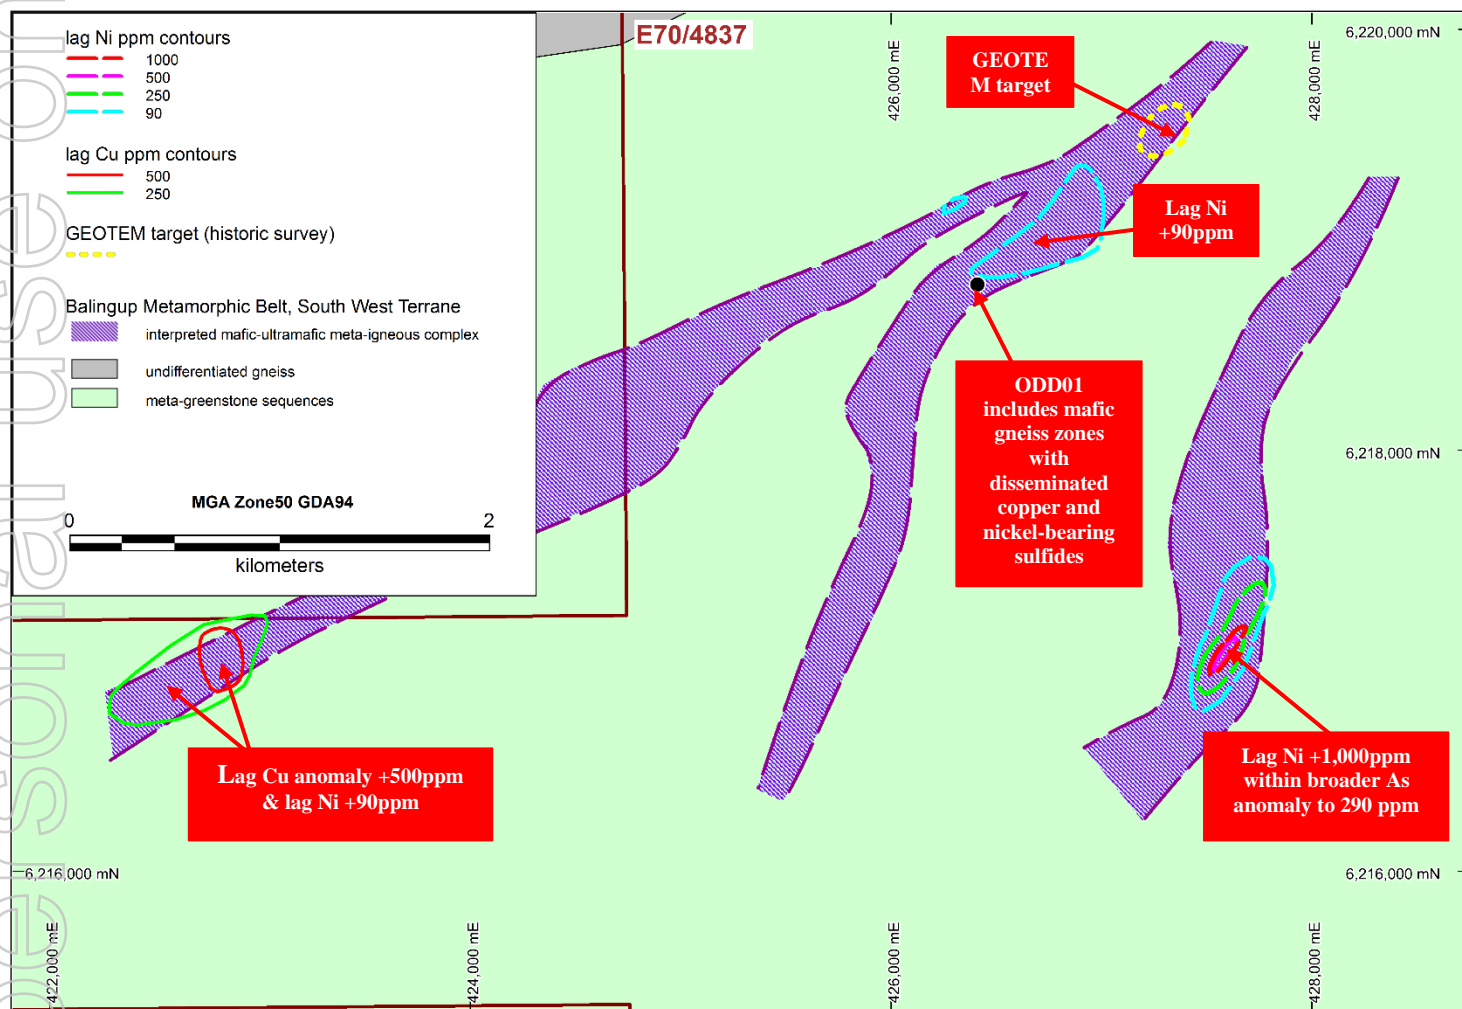 lag Ni ppm contours
1000
500
250
90
lag Cu ppm contours
500
250
GEOTEM target (historic survey)
Balingup Metamorphic Belt, South West Terrane
interpreted mafic-ultramafic meta-igneous complex
undifferentiated gneiss
meta-greenstone sequences
MGA Zone50 GDA94
0
2
kilometers
E70/4837
426,000 mE
428,000 mE
6,220,000 mN
GEOTE
M target
Lag Ni
+90ppm
ODD01
includes mafic
gneiss zones
with
disseminated
copper and
nickel-bearing
sulfides
6,218,000 mN
Lag Cu anomaly +500ppm
& lag Ni +90ppm
Lag Ni +1,000ppm
within broader As
anomaly to 290 ppm
6,216,000 mN
6,216,000 mN
422,000 mE
424,000 mE
426,000 mE
428,000 mE
personal use on